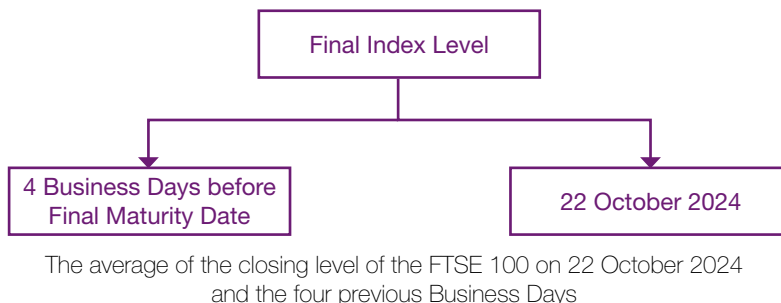 Final Index Level
4 Business Days before
Final Maturity Date
22 October 2024
The average of the closing level of the FTSE 100 on 22 October 2024
and the four previous Business Days